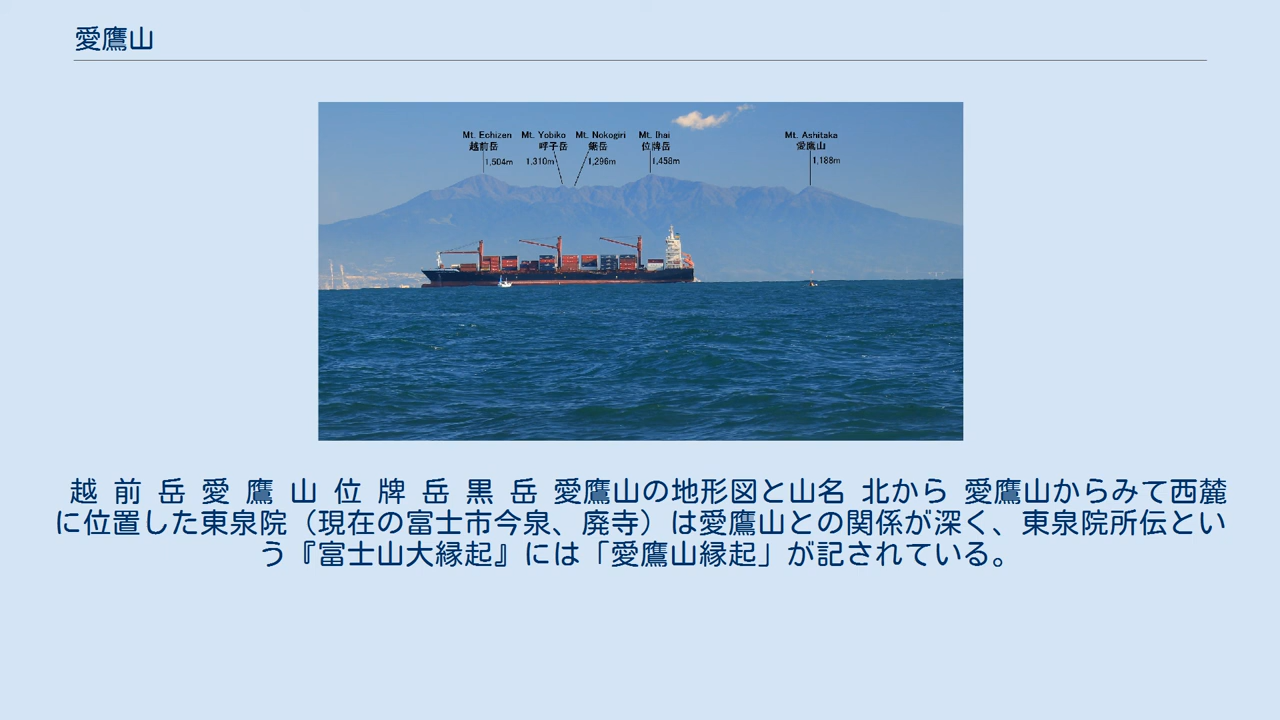 愛鷹山
Mt. Echizen Mt. Yobiko Mt. Nokogiri Mt. Ihai Mt. Ashitaka
越前岳 呼子岳 鋸岳 位牌岳 愛鷹山
1,504m 1,310m 1,296m 1,458m 1,188m
越 前 岳 愛 鷹 山 位 牌 岳 黒 岳 愛鷹山の地形図と山名 北から 愛鷹山からみて西麓
に位置した東泉院（現在の富士市今泉、廃寺）は愛鷹山との関係が深く、東泉院所伝とい
う『富士山大縁起』には「愛鷹山縁起」が記されている。